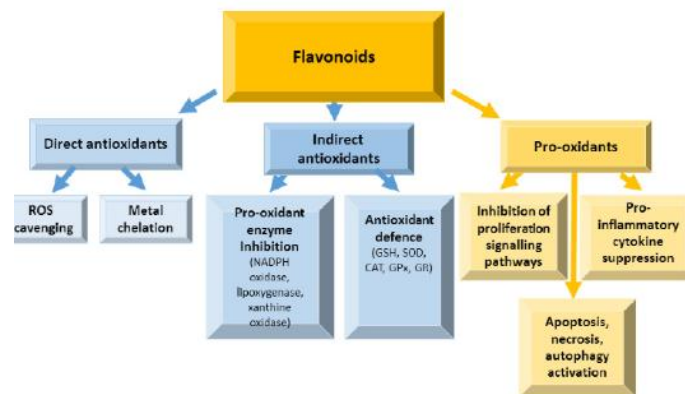 Flavonoids
Direct antioxidants
Indirect
antioxidants
Pro-oxidants
ROS
cavenging
Metal
chelation
Pro-oxidant
enzyme
Inhibition
(NADPH
oxidase,
lipoxygenase,
xanthine
oxidase)
Antioxidant
defence
(GSH, SOD,
CAT, GPx, GR)
Inhibition of
proliferation
signalling
pathways
Pro-
inflammatory
cytokine
suppression
Apoptosis,
necrosis,
autophagy
activation